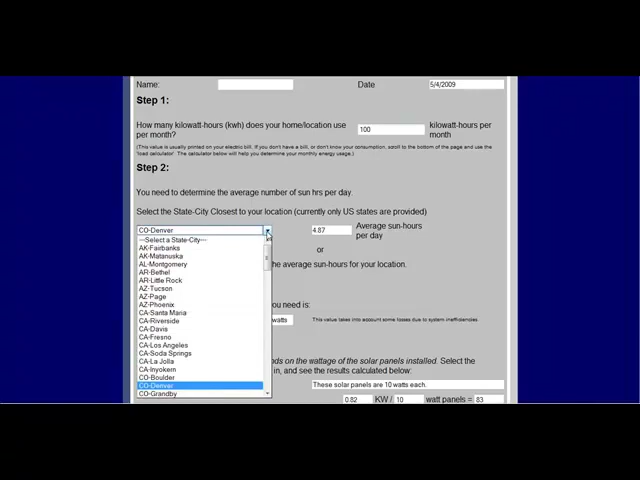 Name:
Date
5/4/2009
Step 1:
How many kilowatt-hours (kwh) does your home/location use per month?
100
kilowatt-hours per month
(This value is usually printed on your electric bill. If you don't have a bill, or don't know your consumption, scroll to the bottom of the page and use the 'load calculator'. The calculator below will help you determine your monthly energy usage.)
Step 2:
You need to determine the average number of sun hrs per day.
Select the State-City Closest to your location (currently only US states are provided)
CO-Denver
4.87
Average sun-hours per day
---Select a State-City---
AK-Fairbanks
AK-Matanuska
AL-Montgomery
AR-Bethel
AR-Little Rock
AZ-Tucson
AZ-Page
AZ-Phoenix
CA-Santa Maria
CA-Riverside
CA-Davis
CA-Fresno
CA-Los Angeles
CA-Soda Springs
CA-La Jolla
CA-Inyokern
CO-Boulder
CO-Denver
CO-Grandby
or
the average sun-hours for your location.
you need is:
watts
This value takes into account some losses due to system inefficiencies.
nds on the wattage of the solar panels installed. Select the
in, and see the results calculated below:
These solar panels are 10 watts each.
0.82
KW /
10
watt panels =
83